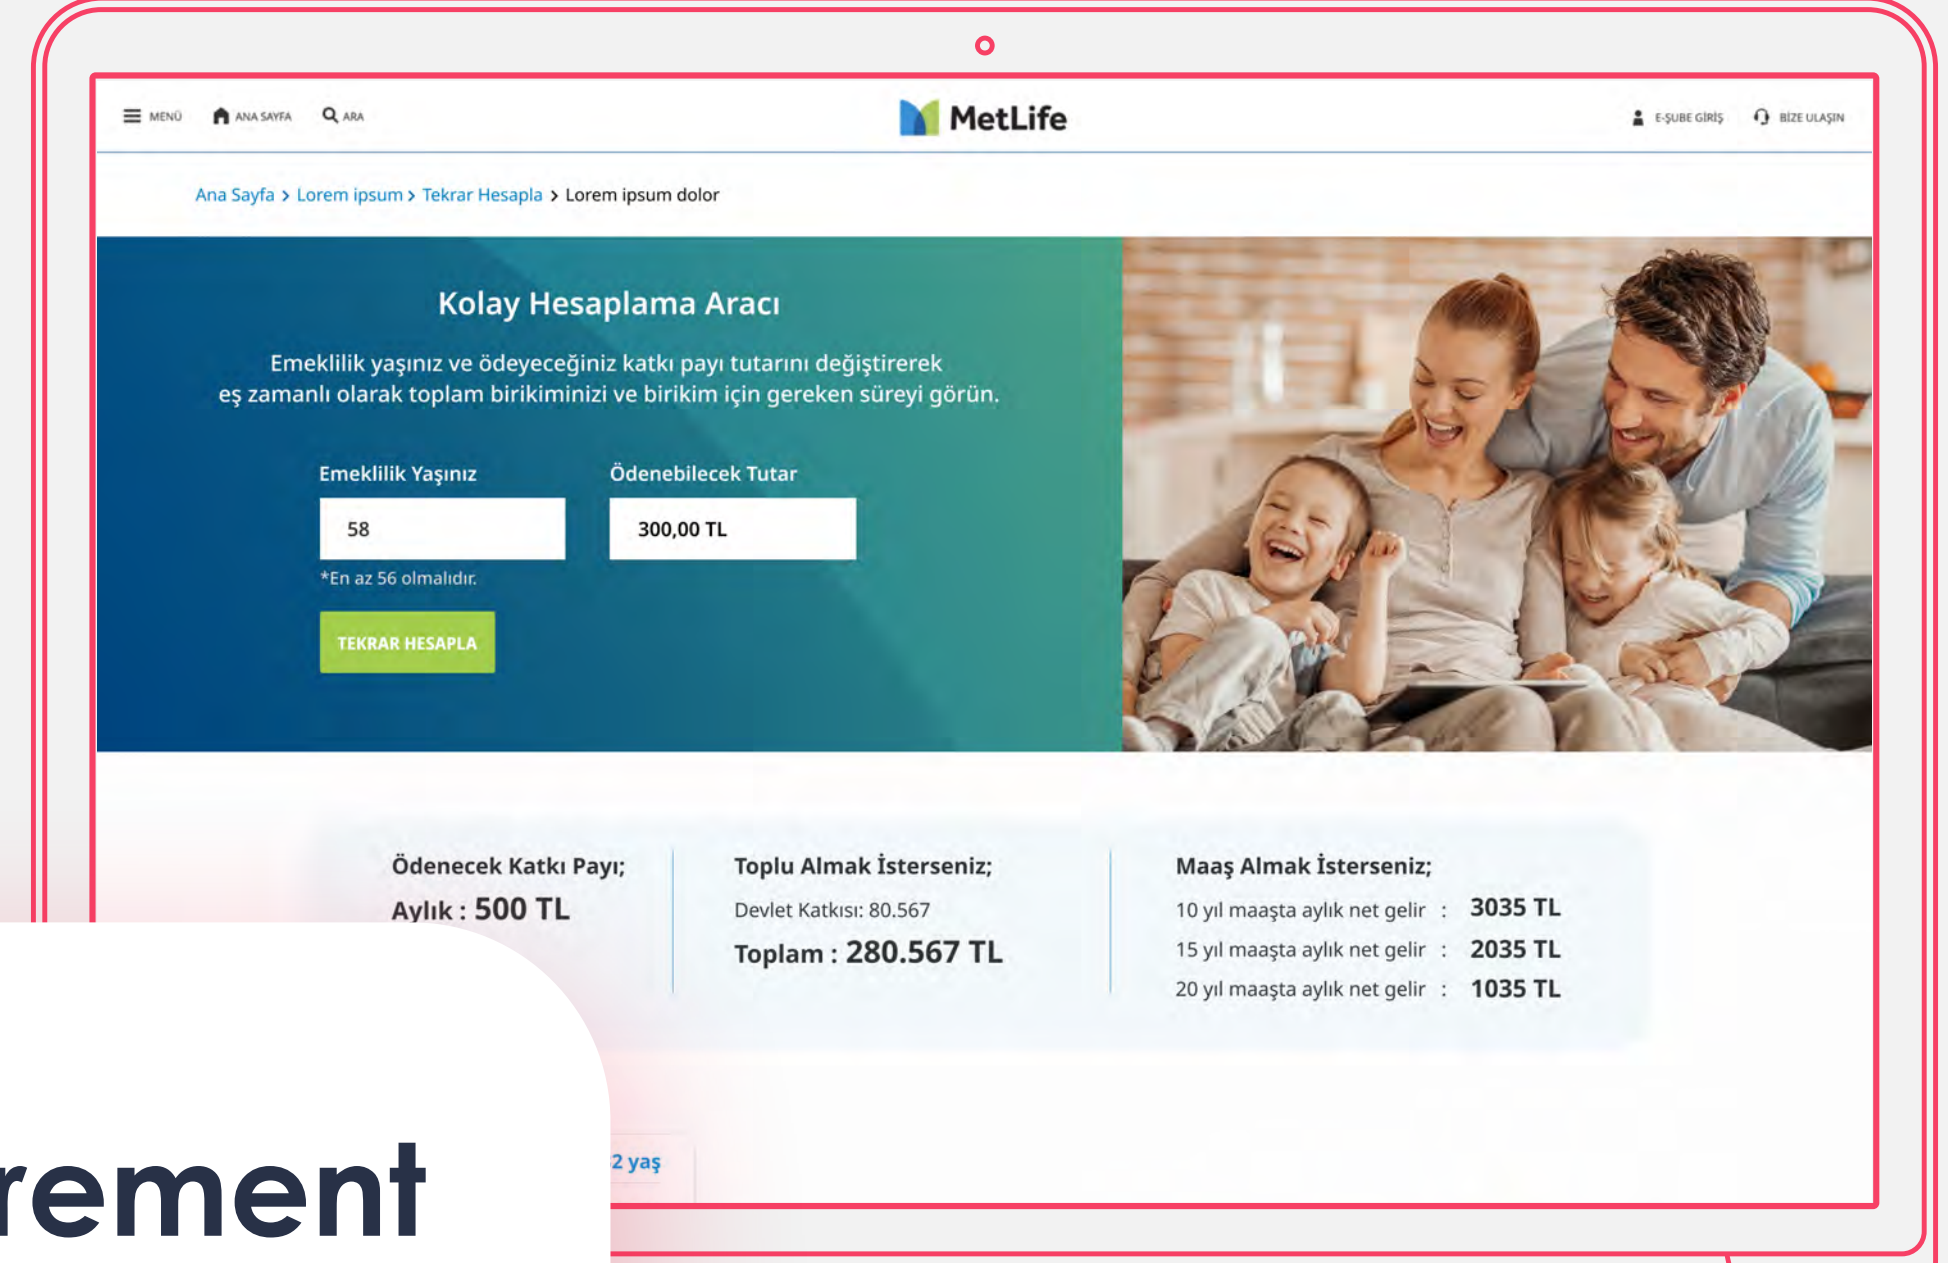 MENÜ ANA SAYFA ARA MetLife E-ŞUBE GİRİŞ BİZE ULAŞIN
Ana Sayfa > Lorem ipsum > Tekrar Hesapla > Lorem ipsum dolor
Kolay Hesaplama Aracı
Emeklilik yaşınız ve ödeyeceğiniz katkı payı tutarını değiştirerek
eş zamanlı olarak toplam birikiminizi ve birikim için gereken süreyi görün.
Emeklilik Yaşınız Ödenebilecek Tutar
58 300,00 TL
*En az 56 olmalıdır.
TEKRAR HESAPLA
Ödenecek Katkı Payı;
Aylık : 500 TL
Toplu Almak İsterseniz;
Devlet Katkısı: 80.567
Toplam : 280.567 TL
Maaş Almak İsterseniz;
10 yıl maaşta aylık net gelir : 3035 TL
15 yıl maaşta aylık net gelir : 2035 TL
20 yıl maaşta aylık net gelir : 1035 TL
2 yaş
rement